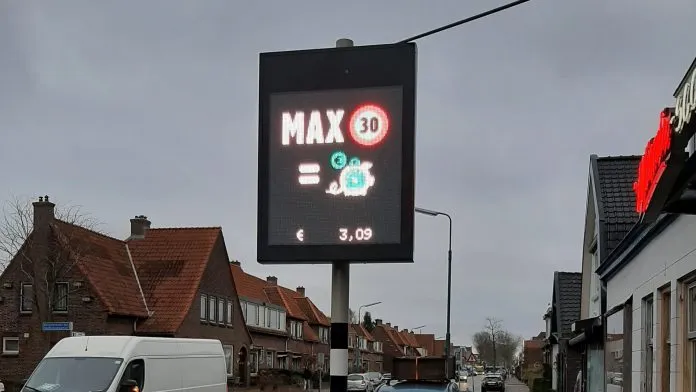 MAX 30
=
€ 3,09